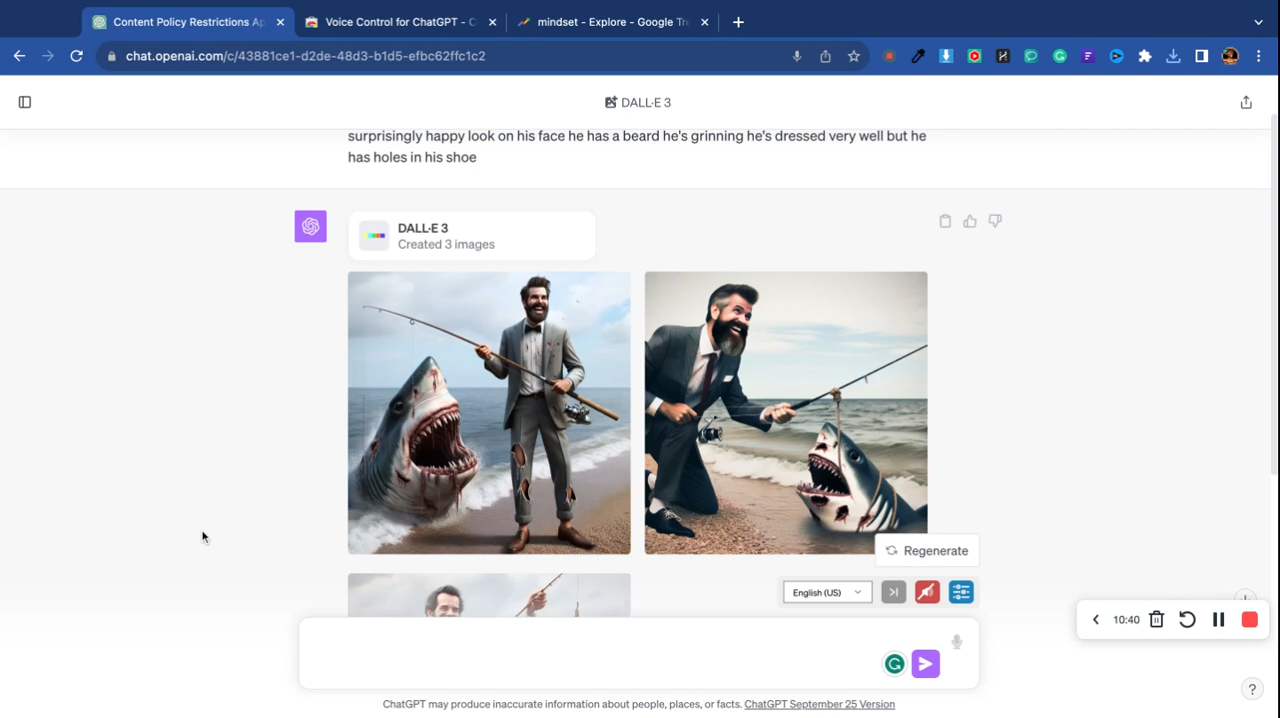 Content Policy Restrictions Ap
Voice Control for ChatGPT - C
mindset - Explore - Google Tre
chat.openai.com/c/43881ce1-d2de-48d3-b1d5-efbc62ffc1c2
DALL·E 3
surprisingly happy look on his face he has a beard he's grinning he's dressed very well but he
has holes in his shoe
DALL·E 3
Created 3 images
Regenerate
English (US)
10:40
ChatGPT may produce inaccurate information about people, places, or facts. ChatGPT September 25 Version
?